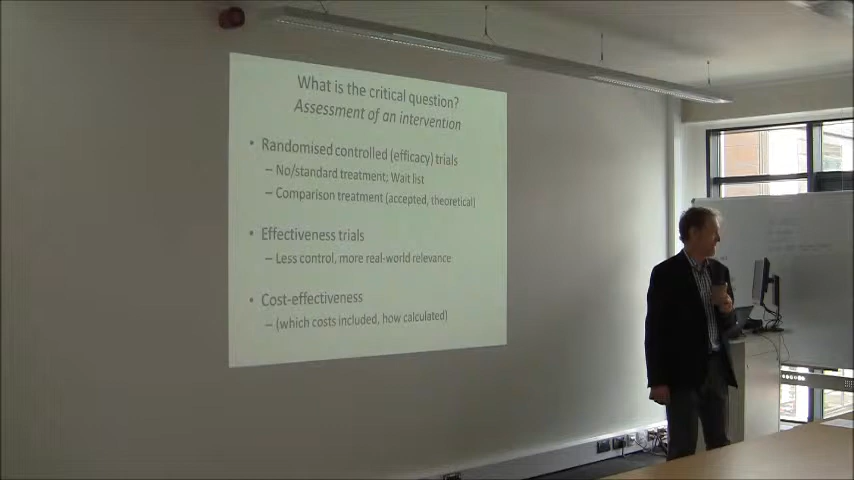 What is the critical question?
Assessment of an intervention
• Randomised controlled (efficacy) trials
– No/standard treatment; Wait list
– Comparison treatment (accepted, theoretical)
• Effectiveness trials
– Less control, more real-world relevance
• Cost-effectiveness
– (which costs included, how calculated)